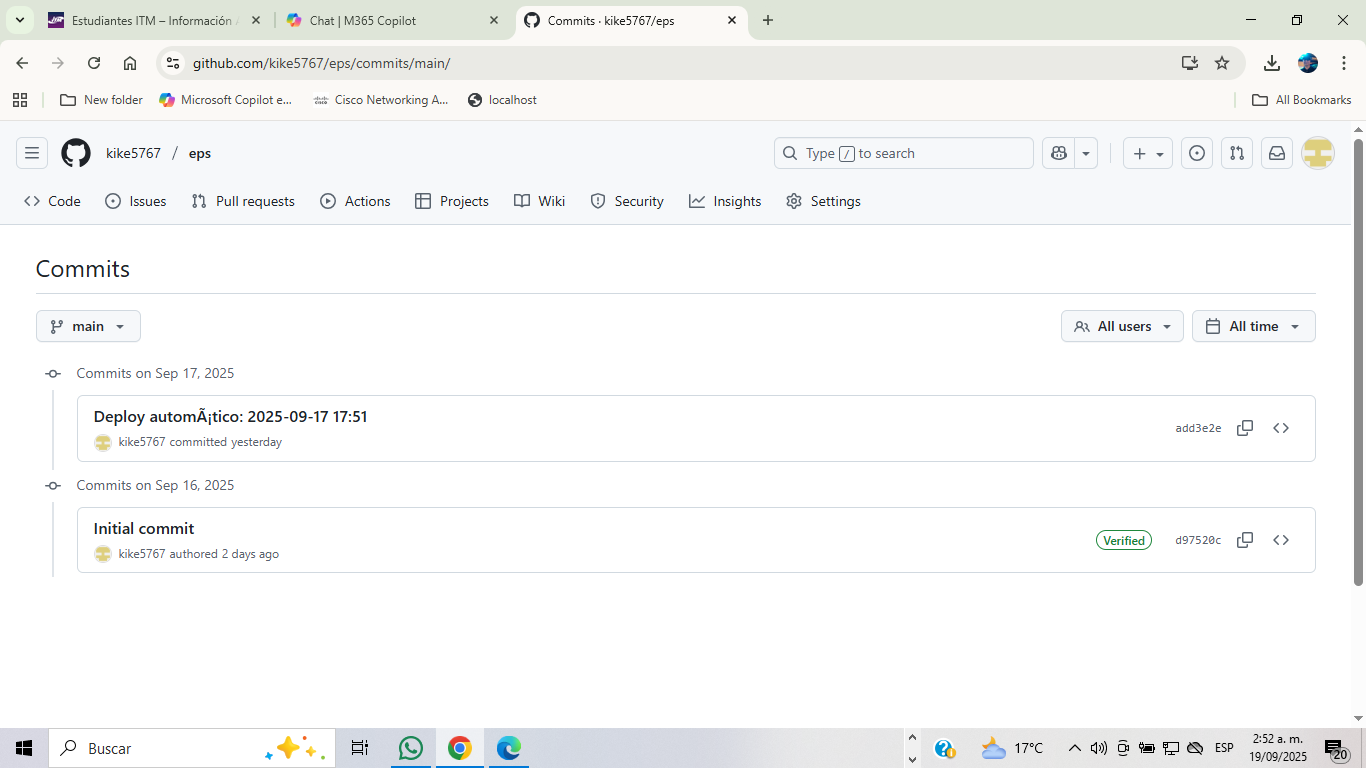 Estudiantes ITM – Información A
Chat | M365 Copilot
Commits · kike5767/eps
github.com/kike5767/eps/commits/main/
New folder
Microsoft Copilot e...
Cisco Networking A...
localhost
All Bookmarks
kike5767 / eps
Type / to search
Code
Issues
Pull requests
Actions
Projects
Wiki
Security
Insights
Settings
Commits
main
All users
All time
Commits on Sep 17, 2025
Deploy automÃ¡tico: 2025-09-17 17:51
kike5767 committed yesterday
add3e2e
Commits on Sep 16, 2025
Initial commit
kike5767 authored 2 days ago
Verified
d97520c
Buscar
17°C
ESP
2:52 a. m.
19/09/2025
20